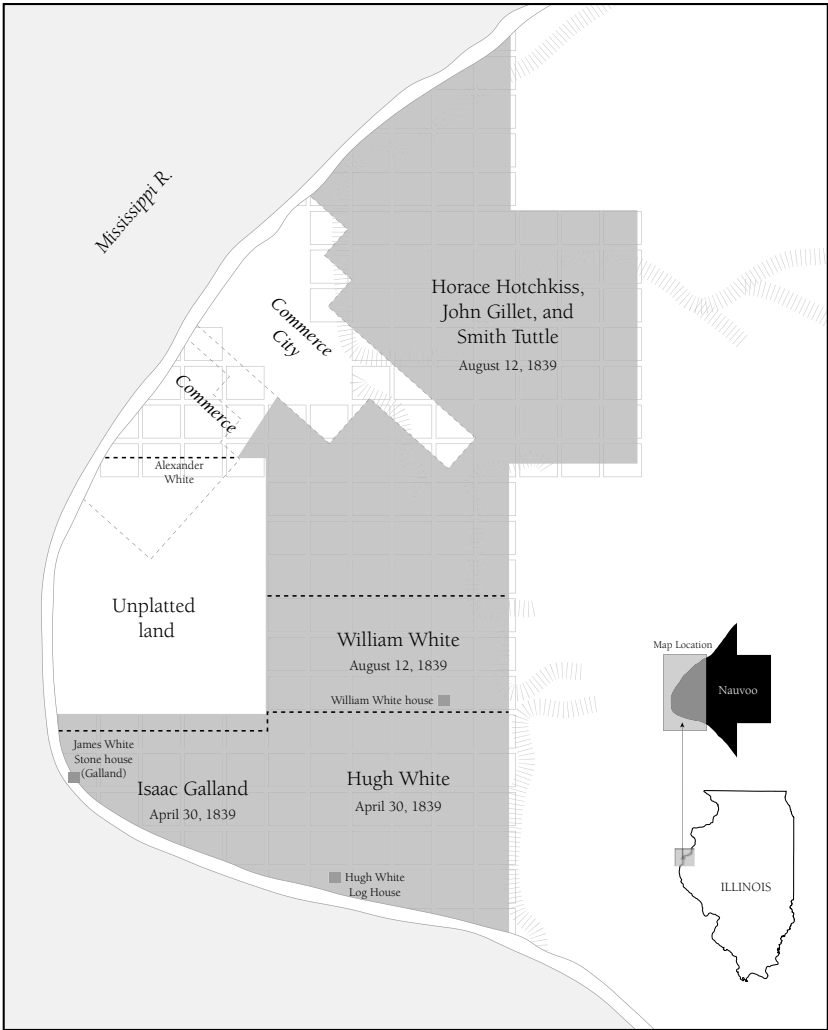 Mississippi R.
Horace Hotchkiss,
John Gillet, and
Smith Tuttle
August 12, 1839
Commerce
City
Commerce
Alexander
White
Unplatted
land
William White
August 12, 1839
William White house
Map Location
Nauvoo
James White
Stone house
(Galland)
Isaac Galland
April 30, 1839
Hugh White
April 30, 1839
Hugh White
Log House
ILLINOIS